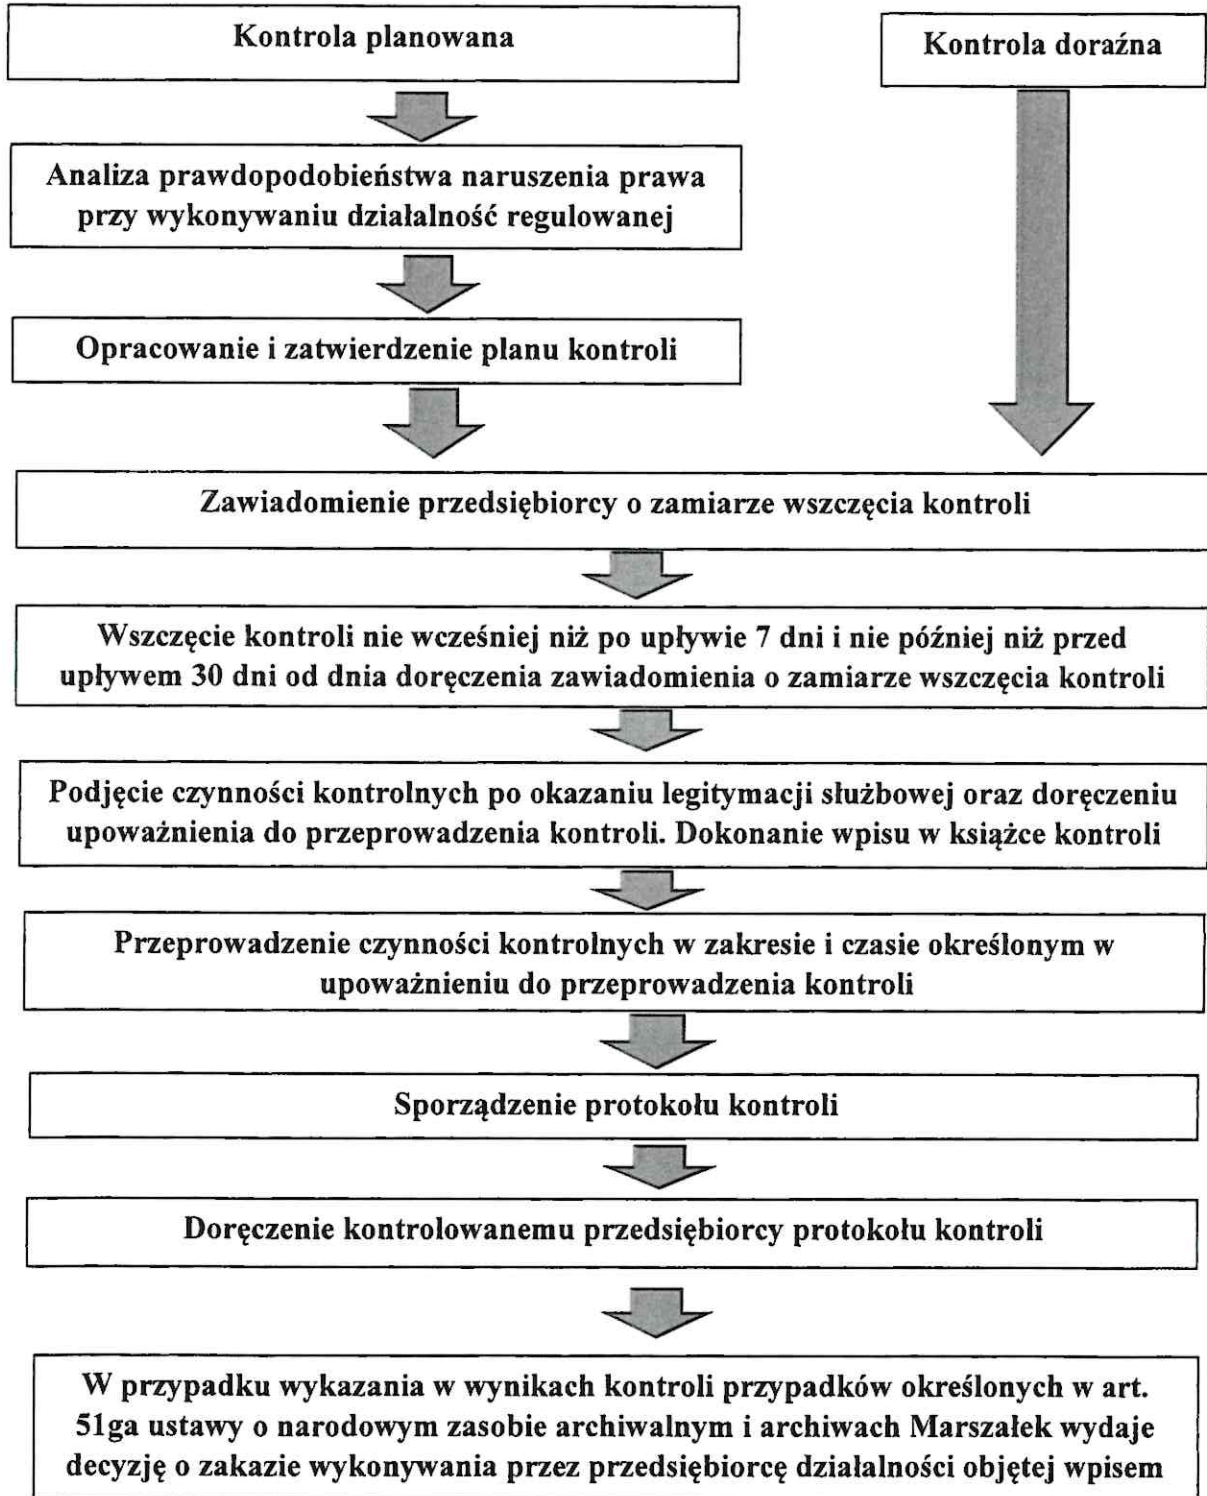 Kontrola planowana
Kontrola doraźna
Analiza prawdopodobieństwa naruszenia prawa
przy wykonywaniu działalność regulowanej
Opracowanie i zatwierdzenie planu kontroli
Zawiadomienie przedsiębiorcy o zamiarze wszczęcia kontroli
Wszczęcie kontroli nie wcześniej niż po upływie 7 dni i nie później niż przed
upływem 30 dni od dnia doręczenia zawiadomienia o zamiarze wszczęcia kontroli
Podjęcie czynności kontrolnych po okazaniu legitymacji służbowej oraz doręczeniu
upoważnienia do przeprowadzenia kontroli. Dokonanie wpisu w książce kontroli
Przeprowadzenie czynności kontrolnych w zakresie i czasie określonym w
upoważnieniu do przeprowadzenia kontroli
Sporządzenie protokołu kontroli
Doręczenie kontrolowanemu przedsiębiorcy protokołu kontroli
W przypadku wykazania w wynikach kontroli przypadków określonych w art.
51ga ustawy o narodowym zasobie archiwalnym i archiwach Marszałek wydaje
decyzję o zakazie wykonywania przez przedsiębiorcę działalności objętej wpisem